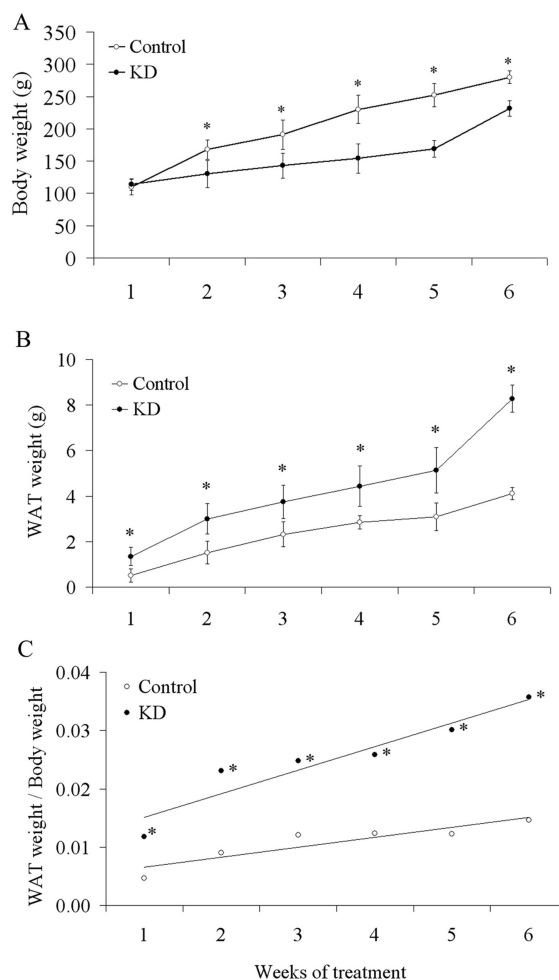 A
Body weight (g)
300
250
200
150
100
50
0
Control
KD
*
*
*
*
*
1 2 3 4 5 6
B
WAT weight (g)
10
8
6
4
2
0
Control
KD
*
*
*
*
*
*
1 2 3 4 5 6
C
WAT weight / Body weight
0.04
0.03
0.02
0.01
0.00
Control
KD
*
*
*
*
*
*
1 2 3 4 5 6
Weeks of treatment